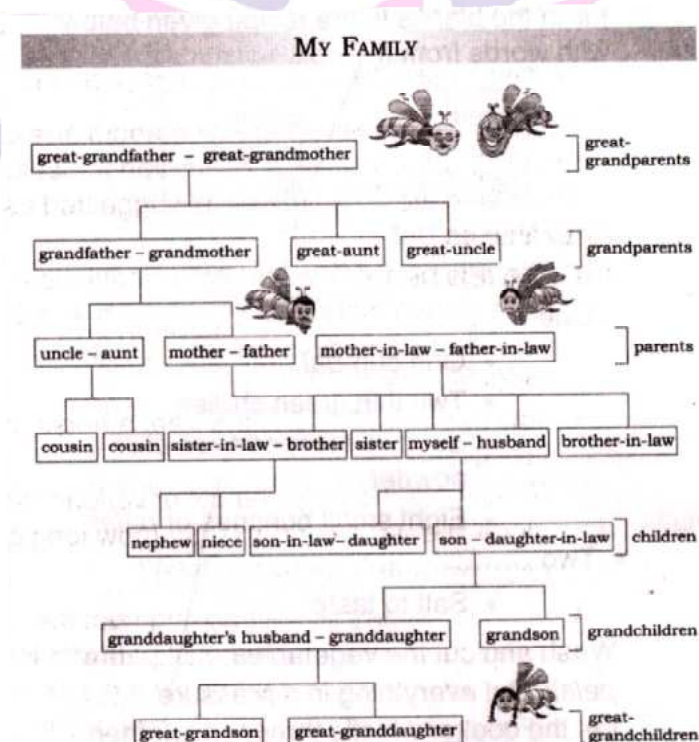 MY FAMILY
great-grandfather – great-grandmother
great-
grandparents
grandfather – grandmother
great-aunt
great-uncle
grandparents
uncle – aunt
mother – father
mother-in-law – father-in-law
parents
cousin
cousin
sister-in-law – brother
sister
myself – husband
brother-in-law
nephew
niece
son-in-law– daughter
son – daughter-in-law
children
granddaughter's husband – granddaughter
grandson
grandchildren
great-grandson
great-granddaughter
great-
grandchildren